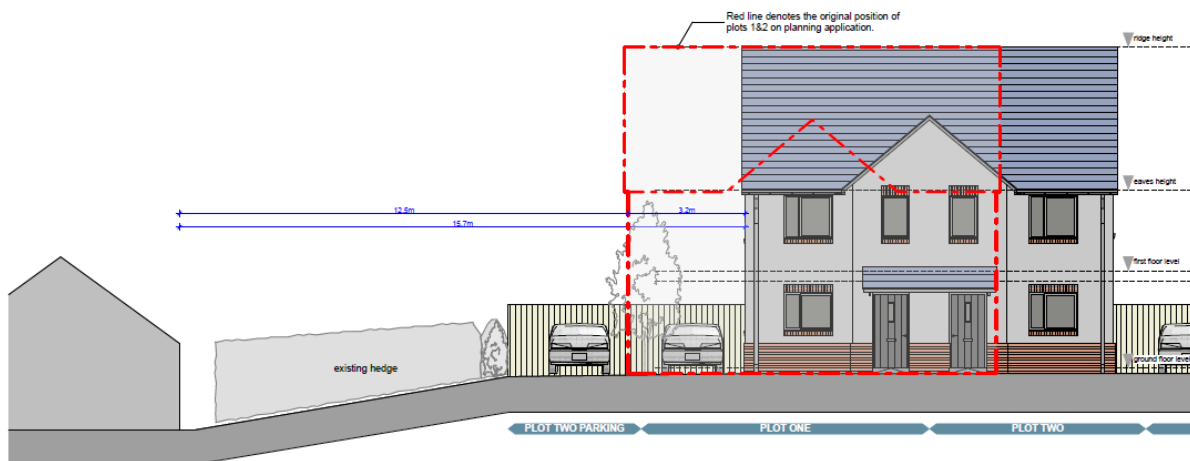 Red line denotes the original position of
plots 1&2 on planning application.
ridge height
eaves height
12.5m
3.2m
15.7m
first floor level
existing hedge
ground floor level
PLOT TWO PARKING
PLOT ONE
PLOT TWO